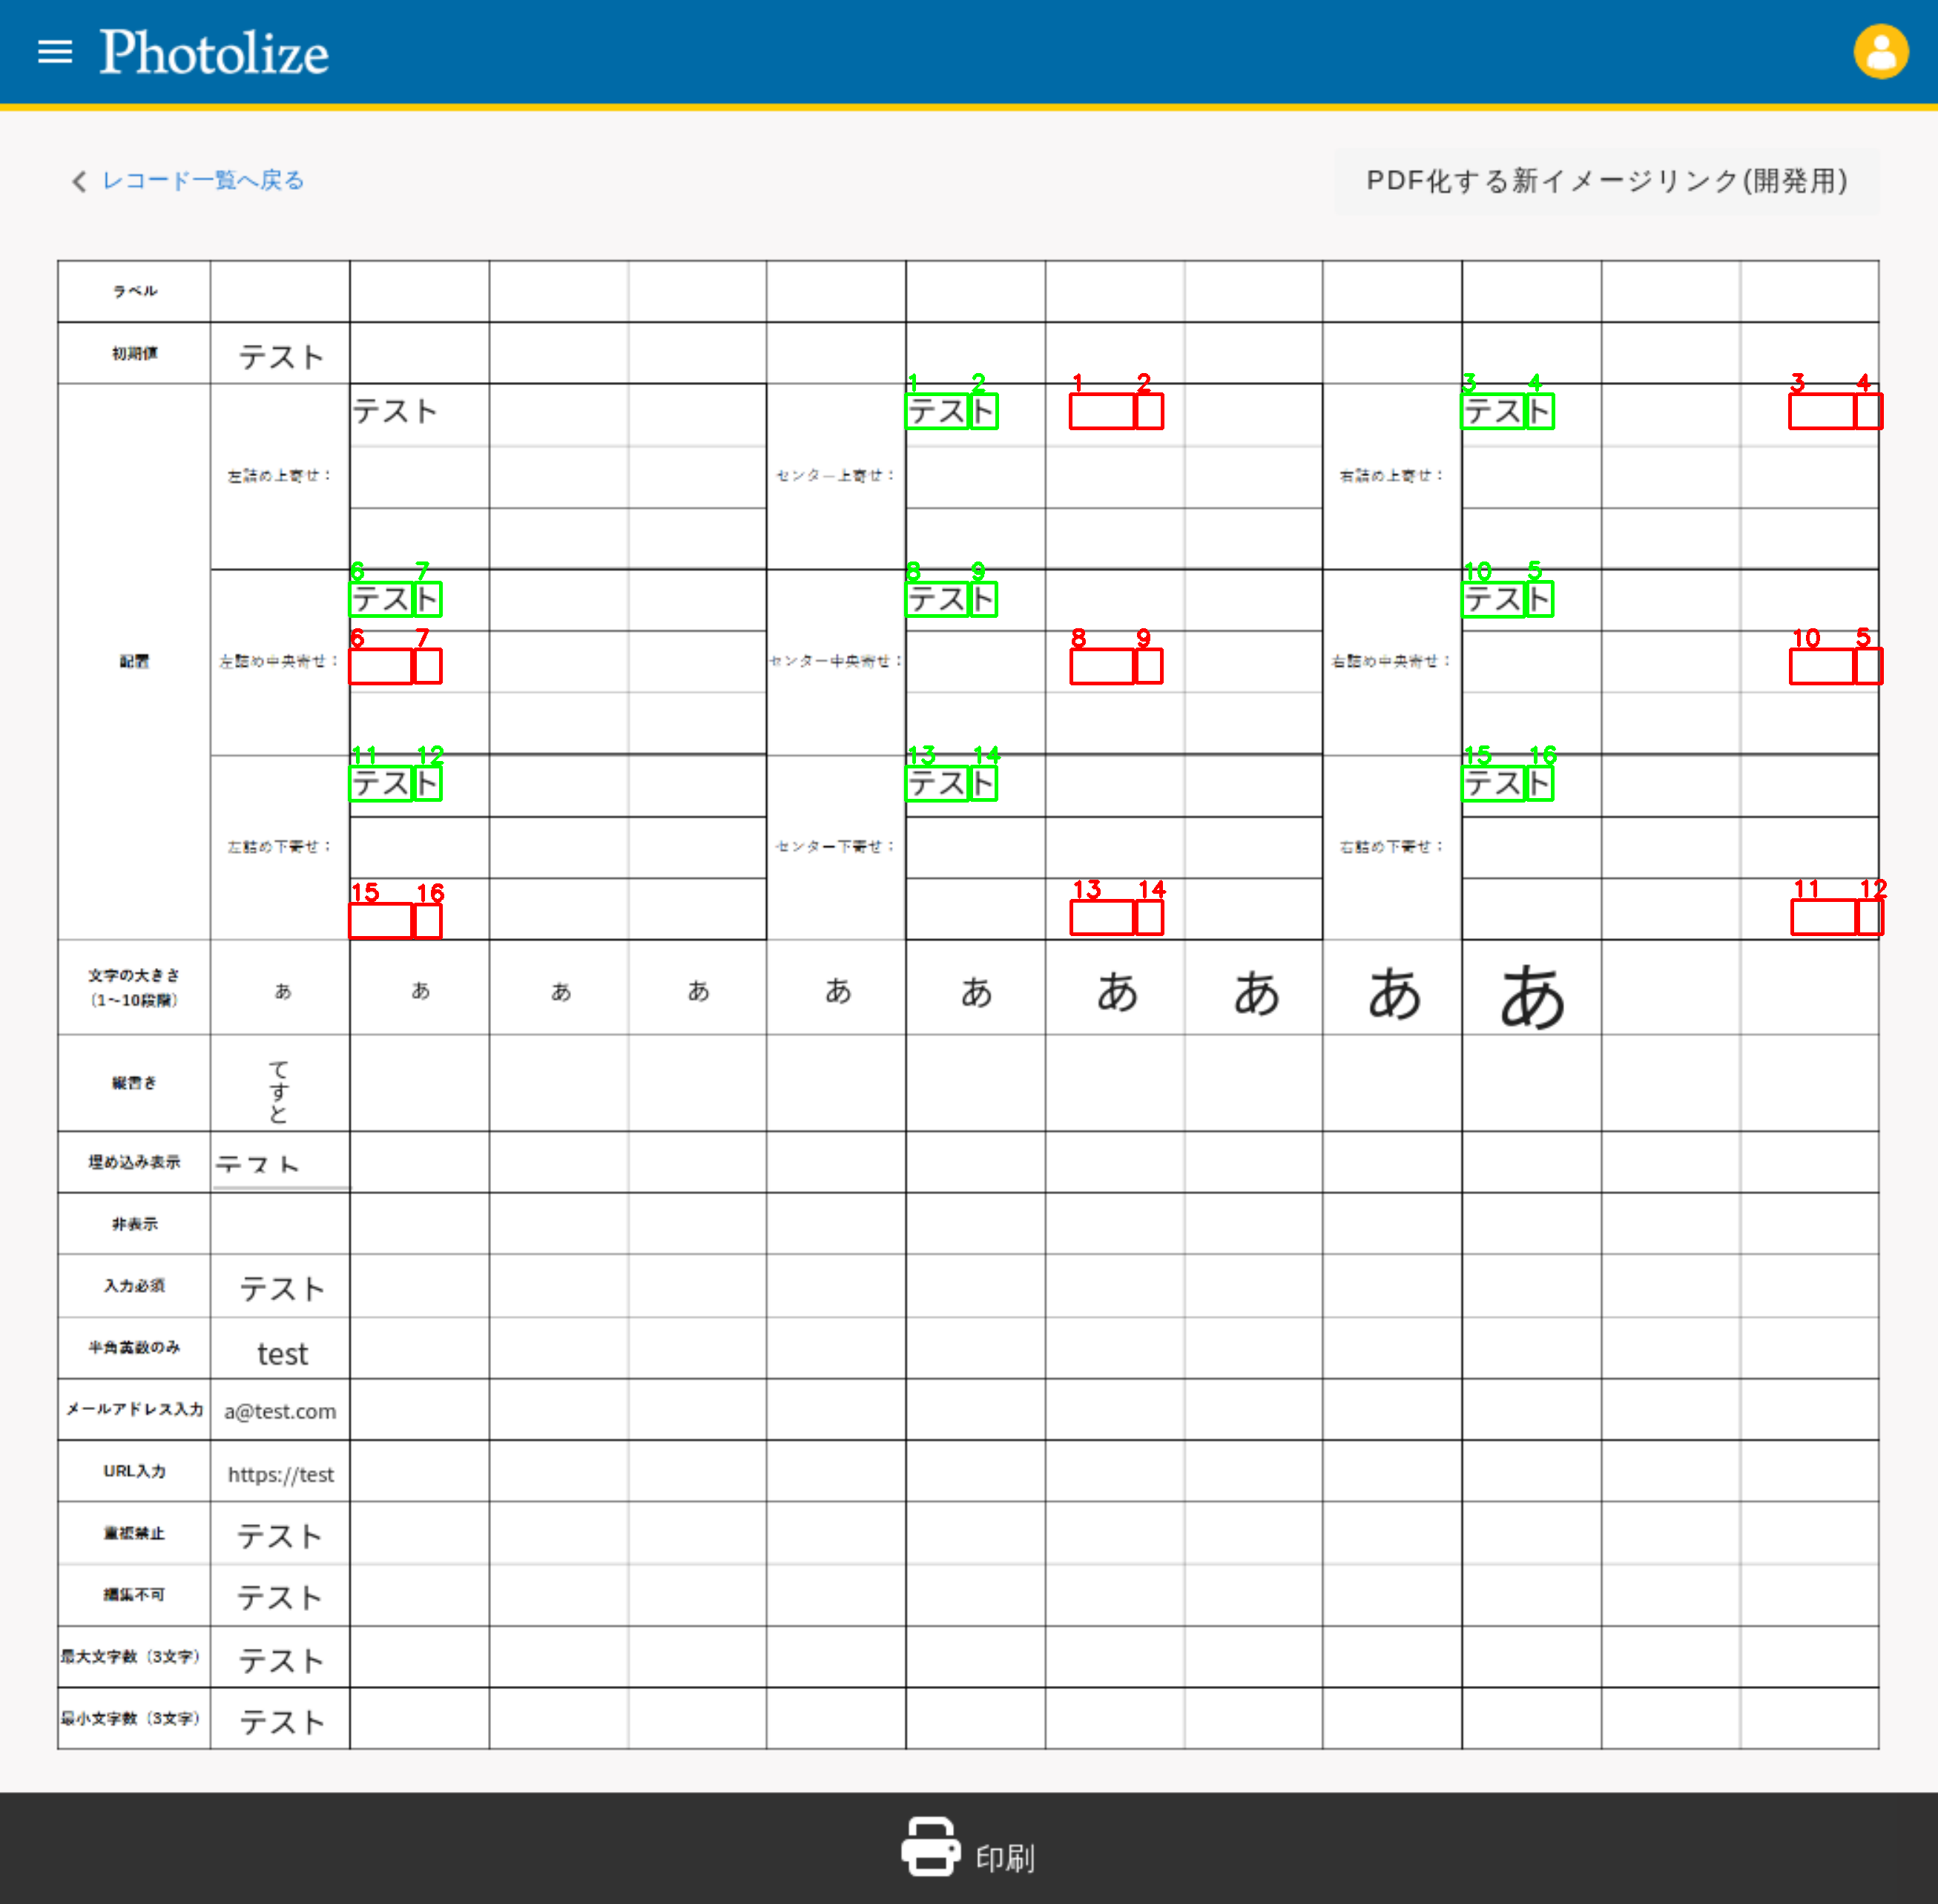 Photolize
レコード一覧へ戻る
PDF化する新イメージリンク(開発用)
ラベル
初期値 テスト
1 2 1 2 3 4 3 4
テスト テスト テスト
左詰め上寄せ： センター上寄せ： 右詰め上寄せ：
6 7 8 9 10 5
テスト テスト テスト
6 7 8 9 10 5
配置 左詰め中央寄せ： センター中央寄せ： 右詰め中央寄せ：
11 12 13 14 15 16
テスト テスト テスト
左詰め下寄せ： センター下寄せ： 右詰め下寄せ：
15 16 13 14 11 12
文字の大きさ
（1～10段階） あ あ あ あ あ あ あ あ あ あ
縦書き てすと
埋め込み表示 テスト
非表示
入力必須 テスト
半角英数のみ test
メールアドレス入力 a@test.com
URL入力 https://test
重複禁止 テスト
編集不可 テスト
最大文字数（3文字） テスト
最小文字数（3文字） テスト
印刷